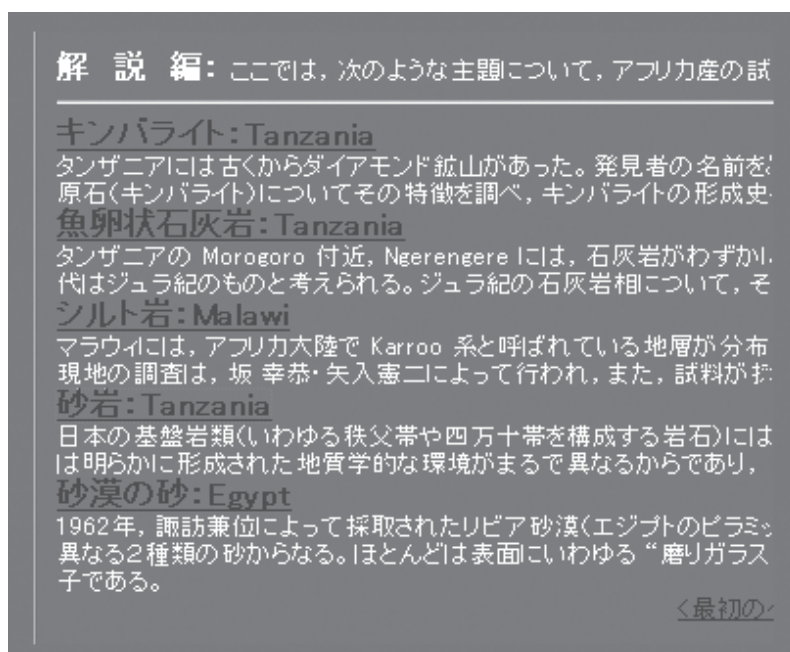 解 説 編: ここでは, 次のような主題について, アフリカ産の試
キンバライト:Tanzania
タンザニアには古くからダイアモンド鉱山があった。発見者の名前を
原石(キンバライト)についてその特徴を調べ, キンバライトの形成史
魚卵状石灰岩:Tanzania
タンザニアの Morogoro 付近, Ngerengere には, 石灰岩がわずかに
代はジュラ紀のものと考えられる。ジュラ紀の石灰岩相について, そ
シルト岩:Malawi
マラウィには, アフリカ大陸で Karroo 系と呼ばれている地層が分布
現地の調査は, 坂 幸恭・矢入憲二によって行われ, また, 試料が
砂岩:Tanzania
日本の基盤岩類(いわゆる秩父帯や四万十帯を構成する岩石)には
は明らかに形成された地質学的な環境がまるで異なるからであり,
砂漠の砂:Egypt
1962年, 諏訪兼位によって採取されたリビア砂漠(エジプトのピラミッ
異なる2種類の砂からなる。ほとんどは表面にいわゆる “磨りガラス
子である。
<最初の